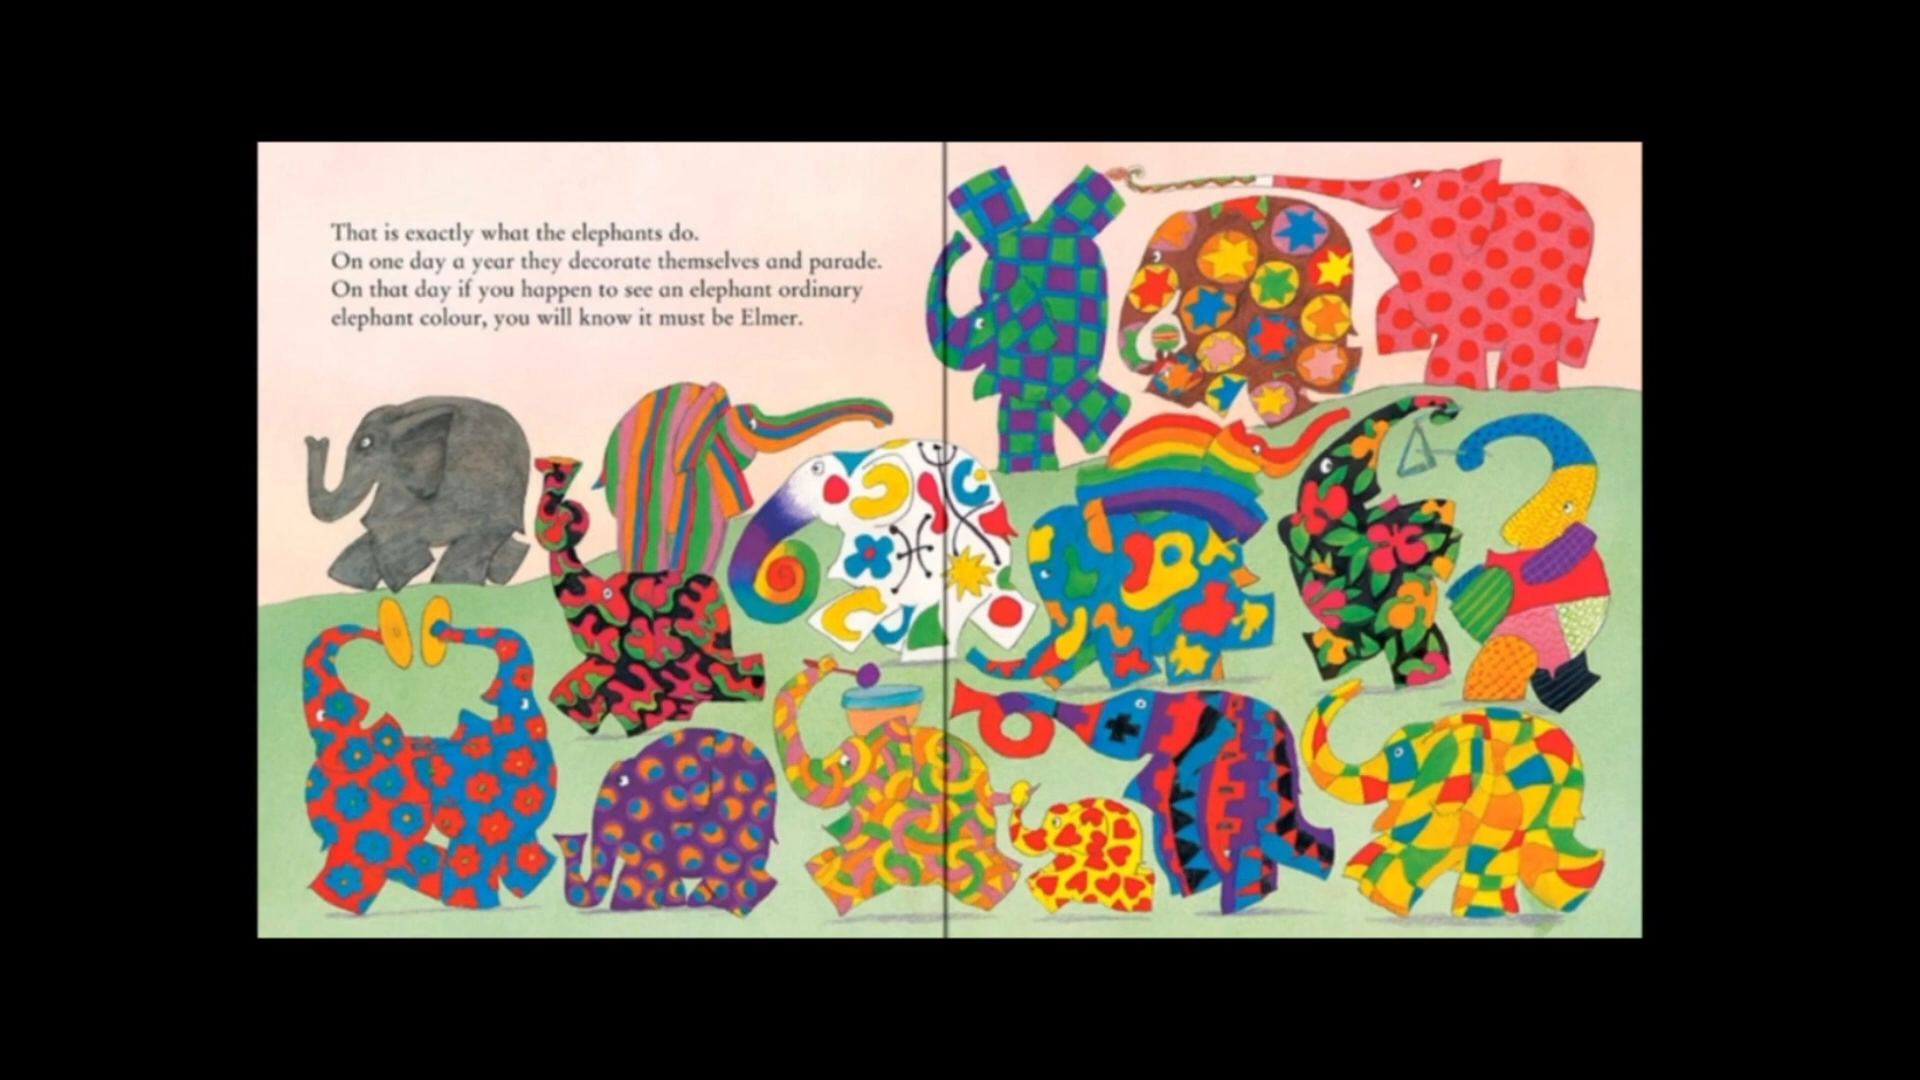 That is exactly what the elephants do.
On one day a year they decorate themselves and parade.
On that day if you happen to see an elephant ordinary
elephant colour, you will know it must be Elmer.